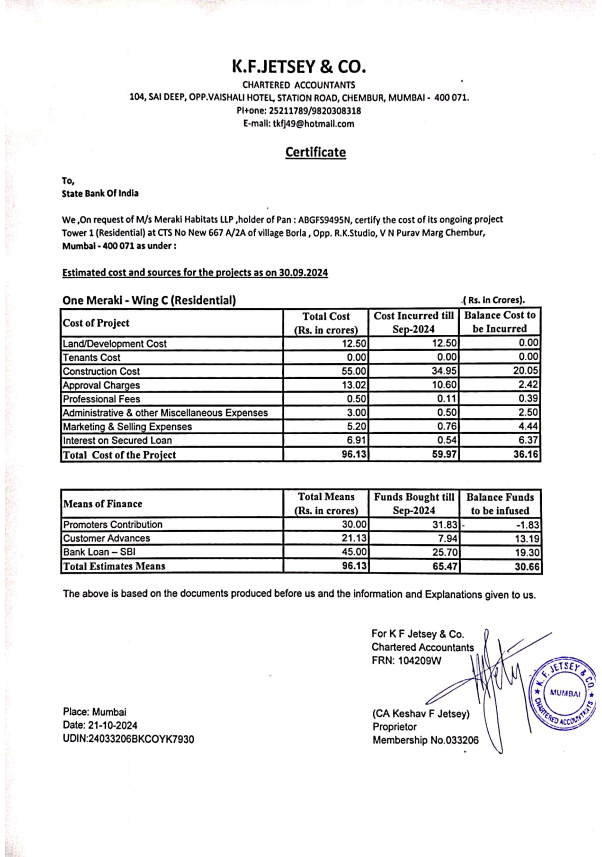 K.F.JETSEY & CO.
CHARTERED ACCOUNTANTS
104, SAI DEEP, OPP.VAISHALI HOTEL, STATION ROAD, CHEMBUR, MUMBAI - 400 071.
Phone: 25211789/9820308318
E-mail: tkfj49@hotmail.com
Certificate
To,
State Bank Of India
We ,On request of M/s Meraki Habitats LLP ,holder of Pan : ABGFS9495N, certify the cost of its ongoing project
Tower 1 (Residential) at CTS No New 667 A/2A of village Borla , Opp. R.K.Studio, V N Purav Marg Chembur,
Mumbai - 400 071 as under :
Estimated cost and sources for the projects as on 30.09.2024
One Meraki - Wing C (Residential) ( Rs. in Crores).
Cost of Project Total Cost (Rs. in crores) Cost Incurred till Sep-2024 Balance Cost to be Incurred
Land/Development Cost 12.50 12.50 0.00
Tenants Cost 0.00 0.00 0.00
Construction Cost 55.00 34.95 20.05
Approval Charges 13.02 10.60 2.42
Professional Fees 0.50 0.11 0.39
Administrative & other Miscellaneous Expenses 3.00 0.50 2.50
Marketing & Selling Expenses 5.20 0.76 4.44
Interest on Secured Loan 6.91 0.54 6.37
Total Cost of the Project 96.13 59.97 36.16
Means of Finance Total Means (Rs. in crores) Funds Bought till Sep-2024 Balance Funds to be infused
Promoters Contribution 30.00 31.83 - -1.83
Customer Advances 21.13 7.94 13.19
Bank Loan – SBI 45.00 25.70 19.30
Total Estimates Means 96.13 65.47 30.66
The above is based on the documents produced before us and the information and Explanations given to us.
For K F Jetsey & Co.
Chartered Accountants
FRN: 104209W
K. F. JETSEY & CO.
MUMBAI
CHARTERED ACCOUNTANTS
Place: Mumbai
Date: 21-10-2024
UDIN:24033206BKCOYK7930
(CA Keshav F Jetsey)
Proprietor
Membership No.033206